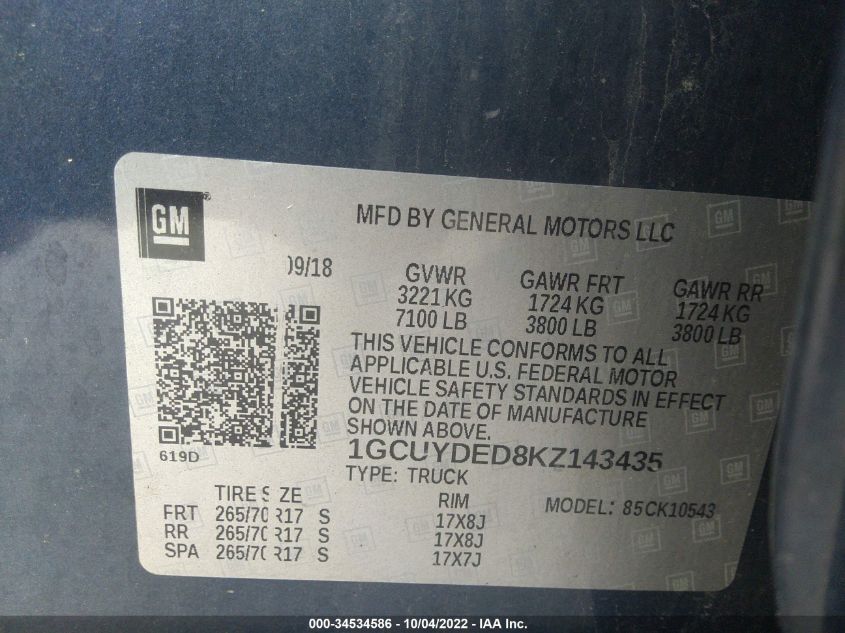 GM
MFD BY GENERAL MOTORS LLC
09/18 GVWR GAWR FRT GAWR RR
3221 KG 1724 KG 1724 KG
7100 LB 3800 LB 3800 LB
THIS VEHICLE CONFORMS TO ALL
APPLICABLE U.S. FEDERAL MOTOR
VEHICLE SAFETY STANDARDS IN EFFECT
ON THE DATE OF MANUFACTURE
SHOWN ABOVE.
619D 1GCUYDED8KZ143435
TYPE: TRUCK
TIRE SIZE RIM MODEL: 85CK10543
FRT 265/70R17 S 17X8J
RR 265/70R17 S 17X8J
SPA 265/70R17 S 17X7J
000-34534586 - 10/04/2022 - IAA Inc.